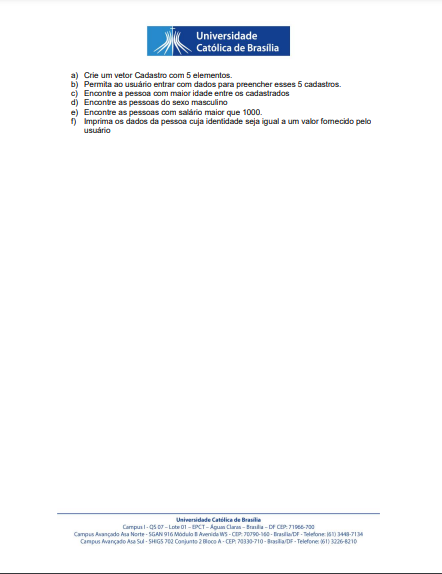 Universidade
Católica de Brasília
a) Crie um vetor Cadastro com 5 elementos.
b) Permita ao usuário entrar com dados para preencher esses 5 cadastros.
c) Encontre a pessoa com maior idade entre os cadastrados
d) Encontre as pessoas do sexo masculino
e) Encontre as pessoas com salário maior que 1000.
f) Imprima os dados da pessoa cuja identidade seja igual a um valor fornecido pelo
usuário
Universidade Católica de Brasília
Campus I - QS 07 – Lote 01 – EPCT – Águas Claras – Brasília – DF CEP: 71966-700
Campus Avançado Asa Norte - SGAN 916 Módulo B Avenida W5 - CEP: 70790-160 - Brasília/DF - Telefone: (61) 3448-7134
Campus Avançado Asa Sul - SHIGS 702 Conjunto 2 Bloco A - CEP: 70330-710 - Brasília/DF - Telefone: (61) 3226-8210